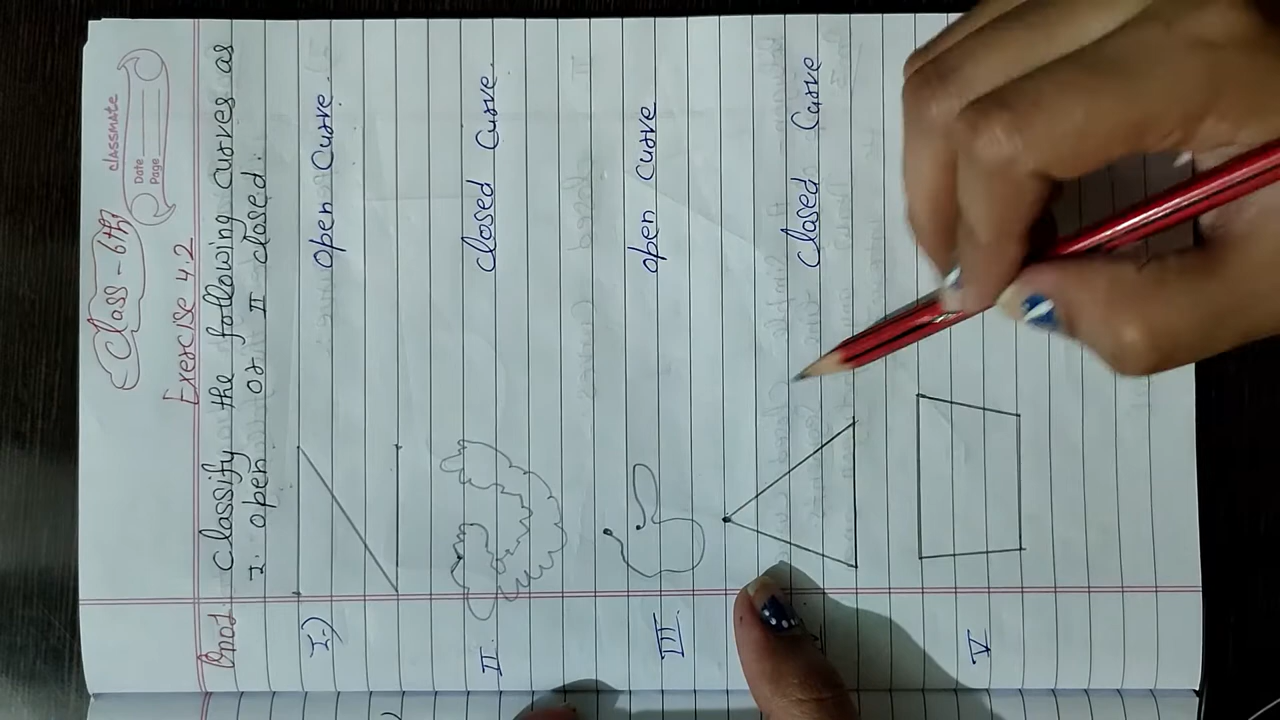 Class - 6th
classmate
Date
Page
Exercise 4.2
Qno1. Classify the following curves as
I. open or II closed.
I.) open curve.
II. closed curve.
III. open curve
closed curve
V